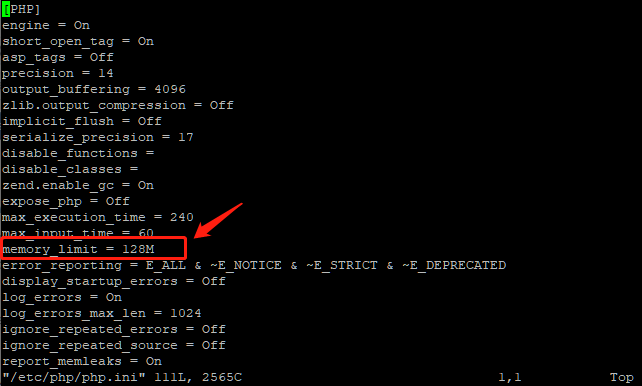 [PHP]
engine = On
short_open_tag = On
asp_tags = Off
precision = 14
output_buffering = 4096
zlib.output_compression = Off
implicit_flush = Off
serialize_precision = 17
disable_functions =
disable_classes =
zend.enable_gc = On
expose_php = Off
max_execution_time = 240
max_input_time = 60
memory_limit = 128M
error_reporting = E_ALL & ~E_NOTICE & ~E_STRICT & ~E_DEPRECATED
display_startup_errors = Off
log_errors = On
log_errors_max_len = 1024
ignore_repeated_errors = Off
ignore_repeated_source = Off
report_memleaks = On
"/etc/php/php.ini" 111L, 2565C 1,1 Top